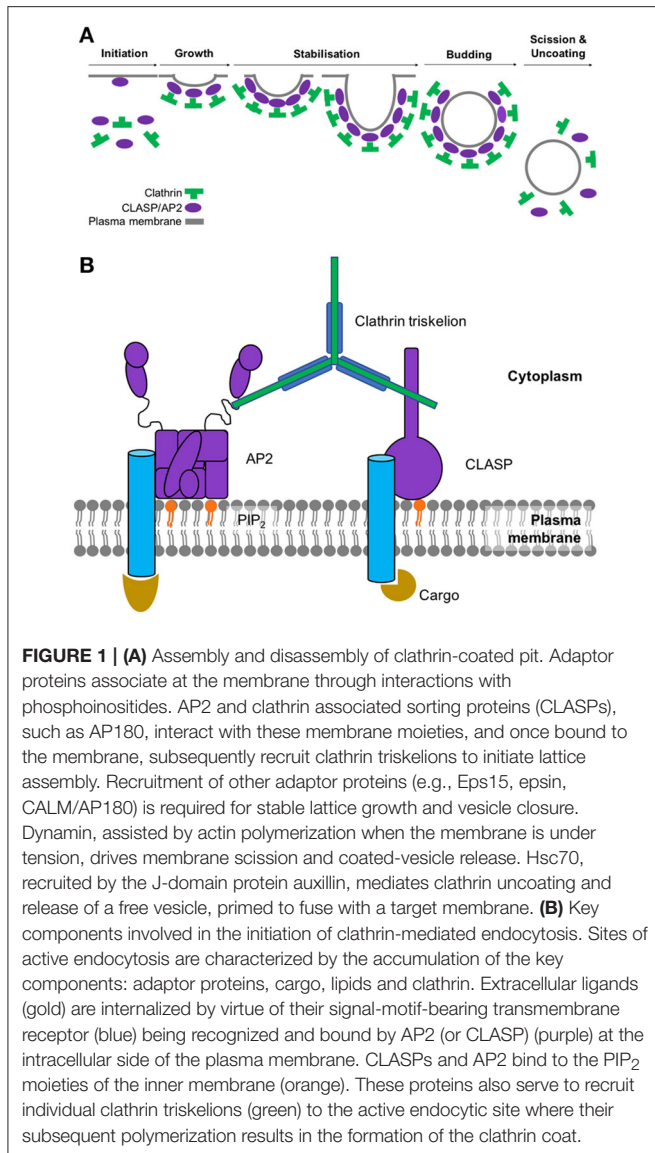 A
Initiation Growth Stabilisation Budding Scission & Uncoating
Clathrin
CLASP/AP2
Plasma membrane
B
Clathrin triskelion
Cytoplasm
AP2
CLASP
PIP2
Plasma membrane
Cargo
FIGURE 1 | (A) Assembly and disassembly of clathrin-coated pit. Adaptor
proteins associate at the membrane through interactions with
phosphoinositides. AP2 and clathrin associated sorting proteins (CLASPs),
such as AP180, interact with these membrane moieties, and once bound to
the membrane, subsequently recruit clathrin triskelions to initiate lattice
assembly. Recruitment of other adaptor proteins (e.g., Eps15, epsin,
CALM/AP180) is required for stable lattice growth and vesicle closure.
Dynamin, assisted by actin polymerization when the membrane is under
tension, drives membrane scission and coated-vesicle release. Hsc70,
recruited by the J-domain protein auxillin, mediates clathrin uncoating and
release of a free vesicle, primed to fuse with a target membrane. (B) Key
components involved in the initiation of clathrin-mediated endocytosis. Sites of
active endocytosis are characterized by the accumulation of the key
components: adaptor proteins, cargo, lipids and clathrin. Extracellular ligands
(gold) are internalized by virtue of their signal-motif-bearing transmembrane
receptor (blue) being recognized and bound by AP2 (or CLASP) (purple) at the
intracellular side of the plasma membrane. CLASPs and AP2 bind to the PIP2
moieties of the inner membrane (orange). These proteins also serve to recruit
individual clathrin triskelions (green) to the active endocytic site where their
subsequent polymerization results in the formation of the clathrin coat.